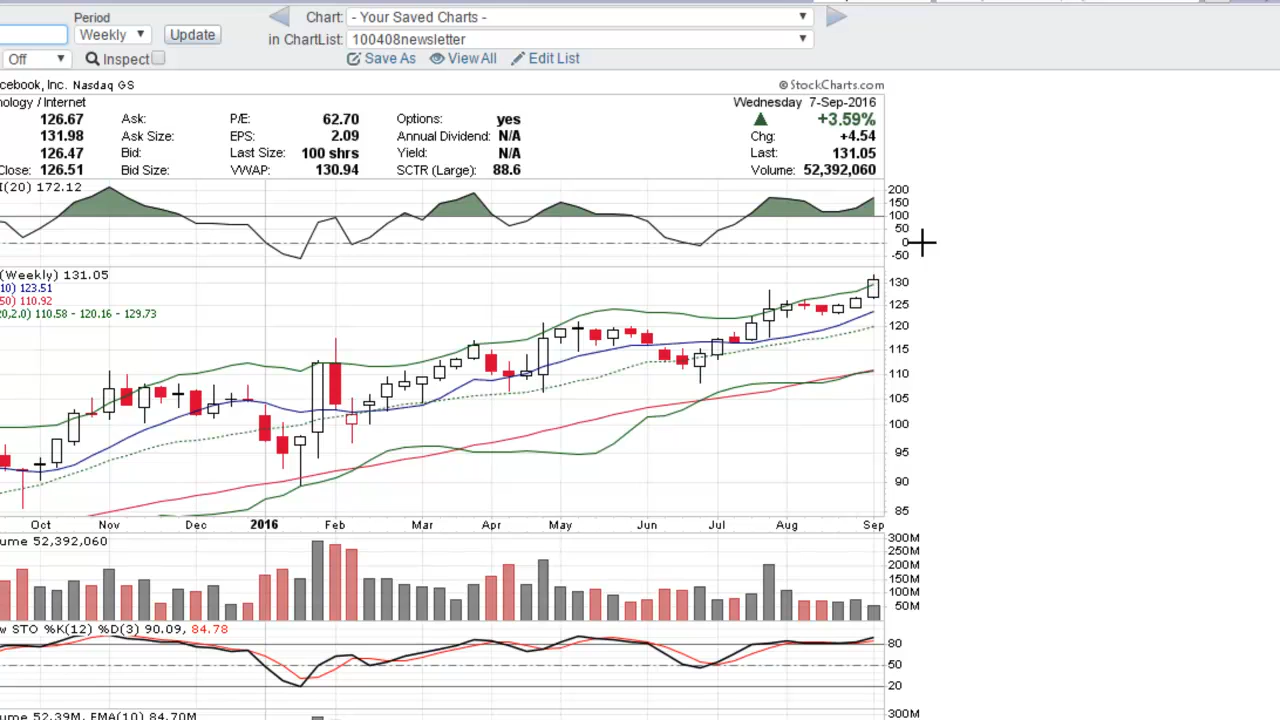 Period
Chart: - Your Saved Charts -
Weekly
Update
in ChartList: 100408newsletter
Off
Inspect
Save As View All Edit List
cebook, Inc. Nasdaq GS
©StockCharts.com
ology / Internet
Wednesday 7-Sep-2016
126.67 Ask: P/E: 62.70 Options: yes
+3.59%
131.98 Ask Size: EPS: 2.09 Annual Dividend: N/A
Chg: +4.54
126.47 Bid: Last Size: 100 shrs Yield: N/A
Last: 131.05
Close: 126.51 Bid Size: VWAP: 130.94 SCTR (Large): 88.6
Volume: 52,392,060
I(20) 172.12
200
100
50
0
-50
(Weekly) 131.05
10) 123.51
50) 110.92
20,2.0) 110.58 - 120.16 - 129.73
130
125
120
115
110
105
100
95
90
85
Oct Nov Dec 2016 Feb Mar Apr May Jun Jul Aug Sep
ume 52,392,060
300M
250M
200M
150M
100M
50M
w STO %K(12) %D(3) 90.09, 84.78
80
50
20
ume 52.39M, EMA(10) 84.70M
300M